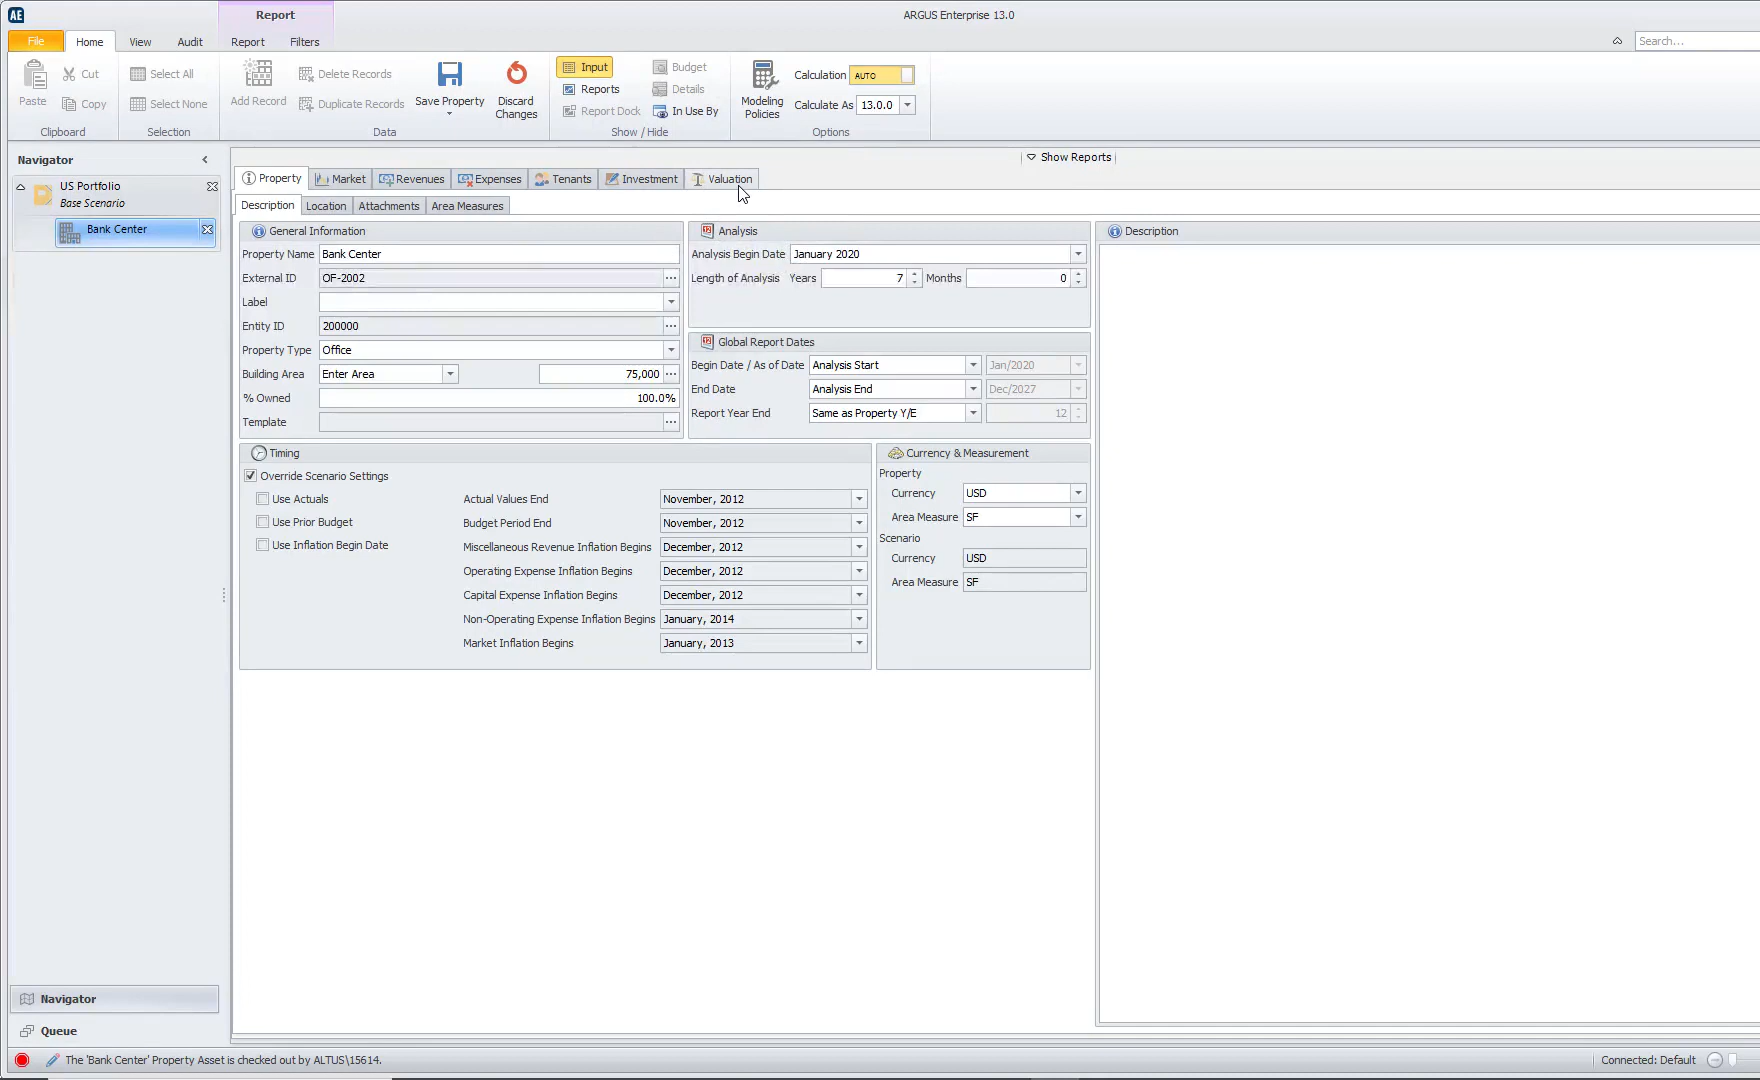 AE Report ARGUS Enterprise 13.0
File Home View Audit Report Filters Search...
Paste Cut Copy Clipboard
Select All
Select None
Selection
Add Record Delete Records
Duplicate Records
Save Property
Discard Changes
Data
Input
Reports
Report Dock
Budget
Details
In Use By
Show / Hide
Modeling Policies
Calculation AUTO
Calculate As 13.0.0
Options
Navigator
US Portfolio
Base Scenario
Bank Center
Show Reports
Property Market Revenues Expenses Tenants Investment Valuation
Description Location Attachments Area Measures
General Information
Property Name Bank Center
External ID OF-2002 ...
Label
Entity ID 200000 ...
Property Type Office
Building Area Enter Area 75,000 ...
% Owned 100.0%
Template ...
Analysis
Analysis Begin Date January 2020
Length of Analysis Years 7 Months 0
Global Report Dates
Begin Date / As of Date Analysis Start Jan/2020
End Date Analysis End Dec/2027
Report Year End Same as Property Y/E 12
Description
Timing
Override Scenario Settings
Use Actuals
Use Prior Budget
Use Inflation Begin Date
Actual Values End November, 2012
Budget Period End November, 2012
Miscellaneous Revenue Inflation Begins December, 2012
Operating Expense Inflation Begins December, 2012
Capital Expense Inflation Begins December, 2012
Non-Operating Expense Inflation Begins January, 2014
Market Inflation Begins January, 2013
Currency & Measurement
Property
Currency USD
Area Measure SF
Scenario
Currency USD
Area Measure SF
Navigator
Queue
The 'Bank Center' Property Asset is checked out by ALTUS\15614. Connected: Default